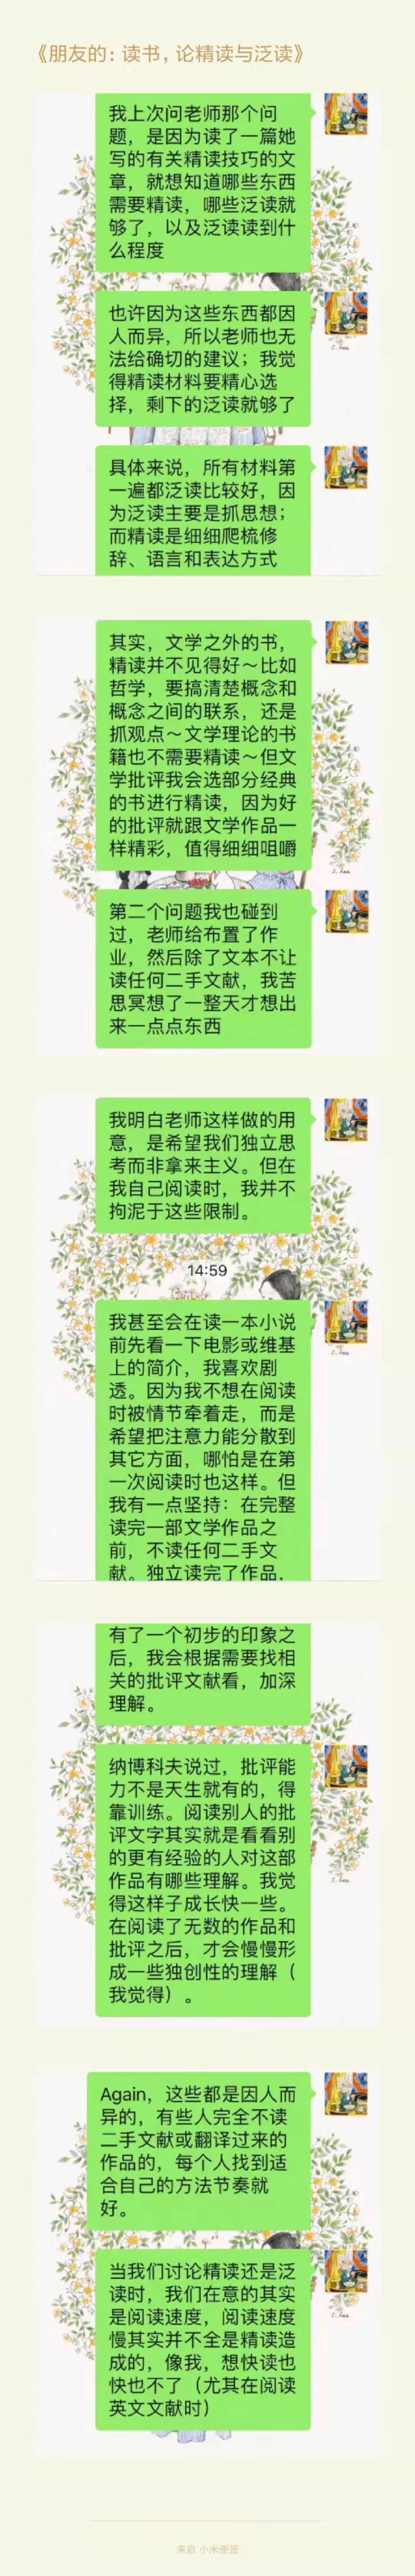 《朋友的：读书，论精读与泛读》
我上次问老师那个问
题，是因为读了一篇她
写的有关精读技巧的文
章，就想知道哪些东西
需要精读，哪些泛读就
够了，以及泛读读到什
么程度
也许因为这些东西都因
人而异，所以老师也无
法给确切的建议；我觉
得精读材料要精心选
择，剩下的泛读就够了
具体来说，所有材料第
一遍都泛读比较好，因
为泛读主要是抓思想；
而精读是细细爬梳修
辞、语言和表达方式
其实，文学之外的书，
精读并不见得好～比如
哲学，要搞清楚概念和
概念之间的联系，还是
抓观点～文学理论的书
籍也不需要精读～但文
学批评我会选部分经典
的书进行精读，因为好
的批评就跟文学作品一
样精彩，值得细细咀嚼
第二个问题我也碰到
过，老师给布置了作
业，然后除了文本不让
读任何二手文献，我苦
思冥想了一整天才想出
来一点点东西
我明白老师这样做的用
意，是希望我们独立思
考而非拿来主义。但在
我自己阅读时，我并不
拘泥于这些限制。
14:59
我甚至会在读一本小说
前先看一下电影或维基
上的简介，我喜欢剧
透。因为我不想在阅读
时被情节牵着走，而是
希望把注意力能分散到
其它方面，哪怕是在第
一次阅读时也这样。但
我有一点坚持：在完整
读完一部文学作品之
前，不读任何二手文
献。独立读完了作品，
有了一个初步的印象之
后，我会根据需要找相
关的批评文献看，加深
理解。
纳博科夫说过，批评能
力不是天生就有的，得
靠训练。阅读别人的批
评文字其实就是看看别
的更有经验的人对这部
作品有哪些理解。我觉
得这样子成长快一些。
在阅读了无数的作品和
批评之后，才会慢慢形
成一些独创性的理解（
我觉得）。
Again，这些都是因人而
异的，有些人完全不读
二手文献或翻译过来的
作品的，每个人找到适
合自己的方法节奏就
好。
当我们讨论精读还是泛
读时，我们在意的其实
是阅读速度，阅读速度
慢其实并不全是精读造
成的，像我，想快读也
快也不了（尤其在阅读
英文文献时）
来自 小米便签